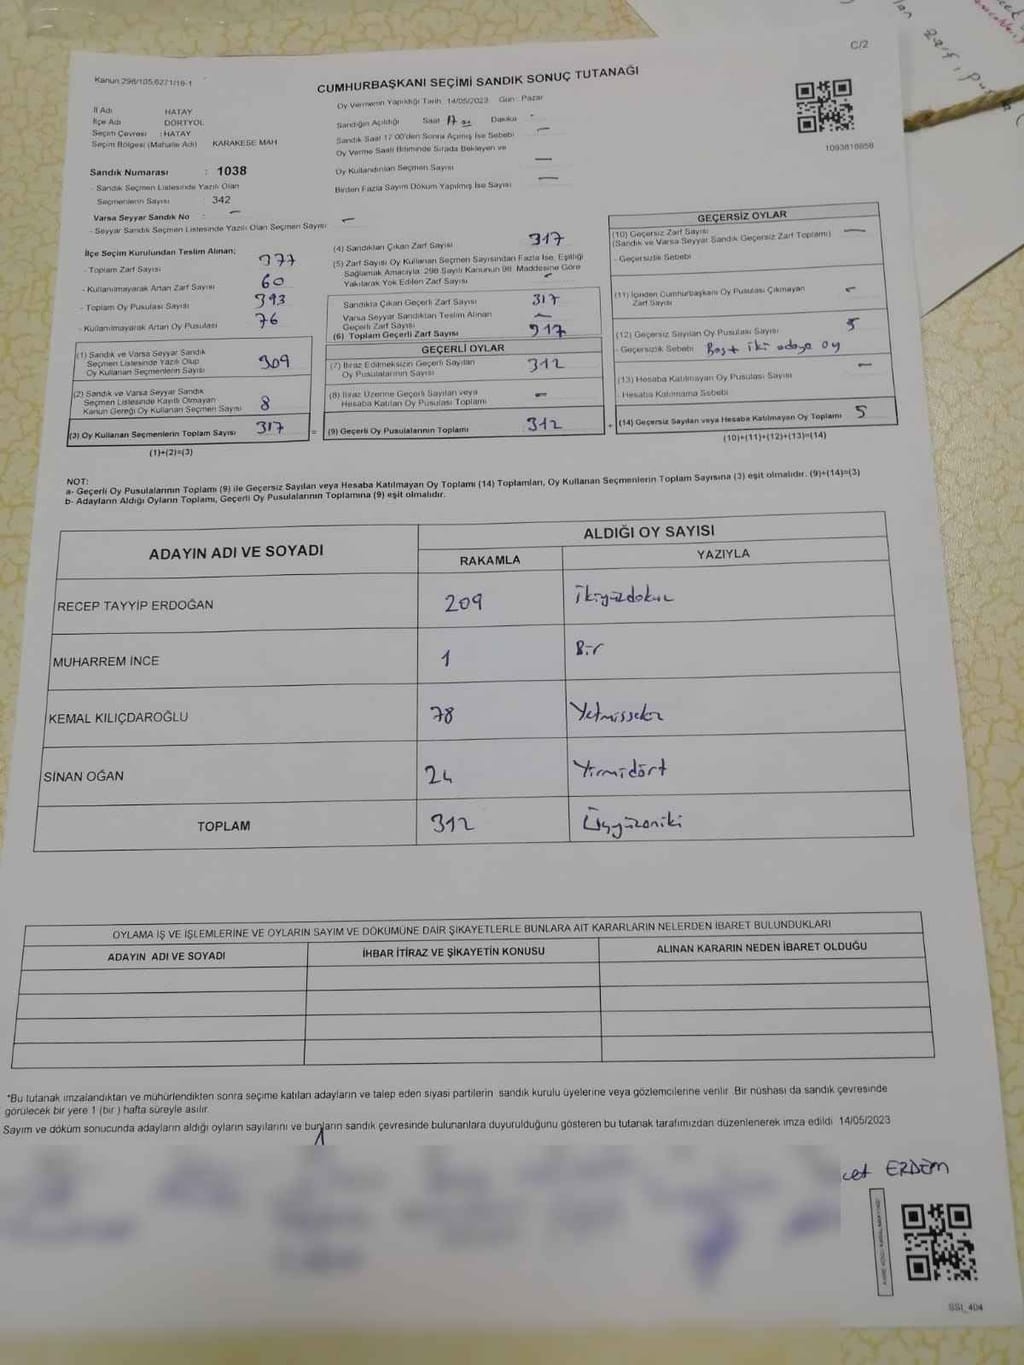 C/2
Kanun 298/105,6271/18-1
CUMHURBAŞKANI SEÇİMİ SANDIK SONUÇ TUTANAĞI
Oy Vermenin Yapıldığı Tarih: 14/05/2023 Gün: Pazar
İl Adı HATAY
İlçe Adı DÖRTYOL
Seçim Çevresi : HATAY
Seçim Bölgesi (Mahalle Adı) KARAKESE MAH
Sandığın Açıldığı Saat Dakika
Sandık Saat 17:00'den Sonra Açılmış İse Sebebi —
Oy Verme Saati Bitiminde Sırada Bekleyen ve
Oy Kullandırılan Seçmen Sayısı —
Birden Fazla Sayım Döküm Yapılmış İse Sayısı —
1093818858
Sandık Numarası : 1038
- Sandık Seçmen Listesinde Yazılı Olan
Seçmenlerin Sayısı : 342
Varsa Seyyar Sandık No : —
- Seyyar Sandık Seçmen Listesinde Yazılı Olan Seçmen Sayısı —
İlçe Seçim Kurulundan Teslim Alınan;
- Toplam Zarf Sayısı 377
- Kullanılmayarak Artan Zarf Sayısı 60
- Toplam Oy Pusulası Sayısı 393
- Kullanılmayarak Artan Oy Pusulası 76
(1) Sandık ve Varsa Seyyar Sandık
Seçmen Listesinde Yazılı Olup
Oy Kullanan Seçmenlerin Sayısı 309
(2) Sandık ve Varsa Seyyar Sandık
Seçmen Listesinde Kayıtlı Olmayan
Kanun Gereği Oy Kullanan Seçmen Sayısı 8
(3) Oy Kullanan Seçmenlerin Toplam Sayısı 317
(1)+(2)=(3)
(4) Sandıktan Çıkan Zarf Sayısı 317
(5) Zarf Sayısı Oy Kullanan Seçmen Sayısından Fazla İse, Eşitliği
Sağlamak Amacıyla 298 Sayılı Kanunun 98. Maddesine Göre
Yakılarak Yok Edilen Zarf Sayısı —
Sandıkta Çıkan Geçerli Zarf Sayısı 317
Varsa Seyyar Sandıktan Teslim Alınan
Geçerli Zarf Sayısı —
(6) Toplam Geçerli Zarf Sayısı 317
GEÇERLİ OYLAR
(7) İtiraz Edilmeksizin Geçerli Sayılan
Oy Pusulalarının Sayısı 312
(8) İtiraz Üzerine Geçerli Sayılan veya
Hesaba Katılan Oy Pusulası Toplamı —
= (9) Geçerli Oy Pusulalarının Toplamı 312
GEÇERSİZ OYLAR
(10) Geçersiz Zarf Sayısı —
(Sandık ve Varsa Seyyar Sandık Geçersiz Zarf Toplamı)
- Geçersizlik Sebebi
(11) İçinden Cumhurbaşkanı Oy Pusulası Çıkmayan
Zarf Sayısı —
(12) Geçersiz Sayılan Oy Pusulası Sayısı 5
- Geçersizlik Sebebi iki adaya oy
(13) Hesaba Katılmayan Oy Pusulası Sayısı —
- Hesaba Katılmama Sebebi
+ (14) Geçersiz Sayılan veya Hesaba Katılmayan Oy Toplamı 5
(10)+(11)+(12)+(13)=(14)
NOT:
a- Geçerli Oy Pusulalarının Toplamı (9) ile Geçersiz Sayılan veya Hesaba Katılmayan Oy Toplamı (14) Toplamları, Oy Kullanan Seçmenlerin Toplam Sayısına (3) eşit olmalıdır. (9)+(14)=(3)
b- Adayların Aldığı Oyların Toplamı, Geçerli Oy Pusulalarının Toplamına (9) eşit olmalıdır.
ADAYIN ADI VE SOYADI ALDIĞI OY SAYISI
RAKAMLA YAZIYLA
RECEP TAYYİP ERDOĞAN 209 ikiyüzdokuz
MUHARREM İNCE 1 Bir
KEMAL KILIÇDAROĞLU 78 Yetmissekiz
SİNAN OĞAN 24 Yirmidört
TOPLAM 312 Üçyüzoniki
OYLAMA İŞ VE İŞLEMLERİNE VE OYLARIN SAYIM VE DÖKÜMÜNE DAİR ŞİKAYETLERLE BUNLARA AİT KARARLARIN NELERDEN İBARET BULUNDUKLARI
ADAYIN ADI VE SOYADI İHBAR İTİRAZ VE ŞİKAYETİN KONUSU ALINAN KARARIN NEDEN İBARET OLDUĞU
*Bu tutanak imzalandıktan ve mühürlendikten sonra seçime katılan adayların ve talep eden siyasi partilerin sandık kurulu üyelerine veya gözlemcilerine verilir. Bir nüshası da sandık çevresinde
görülecek bir yere 1 (bir) hafta süreyle asılır.
Sayım ve döküm sonucunda adayların aldığı oyların sayılarını ve bunların sandık çevresinde bulunanlara duyurulduğunu gösteren bu tutanak tarafımızdan düzenlenerek imza edildi 14/05/2023
cet ERDEM
SSI_404